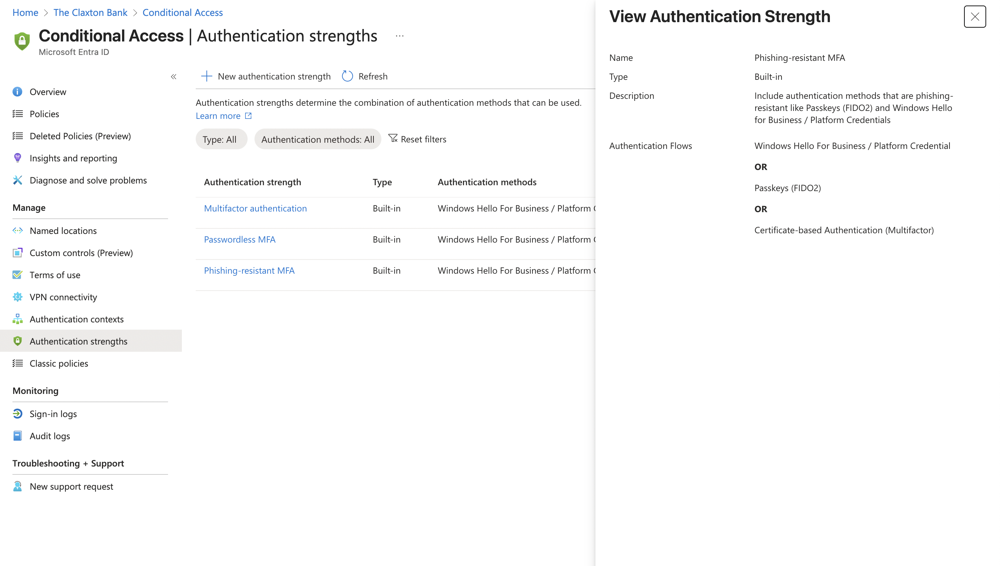 Home > The Claxton Bank > Conditional Access
Conditional Access | Authentication strengths ...
Microsoft Entra ID
«
Overview
Policies
Deleted Policies (Preview)
Insights and reporting
Diagnose and solve problems
Manage
Named locations
Custom controls (Preview)
Terms of use
VPN connectivity
Authentication contexts
Authentication strengths
Classic policies
Monitoring
Sign-in logs
Audit logs
Troubleshooting + Support
New support request
New authentication strength Refresh
Authentication strengths determine the combination of authentication methods that can be used.
Learn more
Type: All Authentication methods: All Reset filters
Authentication strength Type Authentication methods
Multifactor authentication Built-in Windows Hello For Business / Platform
Passwordless MFA Built-in Windows Hello For Business / Platform
Phishing-resistant MFA Built-in Windows Hello For Business / Platform
View Authentication Strength
Name Phishing-resistant MFA
Type Built-in
Description Include authentication methods that are phishing-
resistant like Passkeys (FIDO2) and Windows Hello
for Business / Platform Credentials
Authentication Flows Windows Hello For Business / Platform Credential
OR
Passkeys (FIDO2)
OR
Certificate-based Authentication (Multifactor)